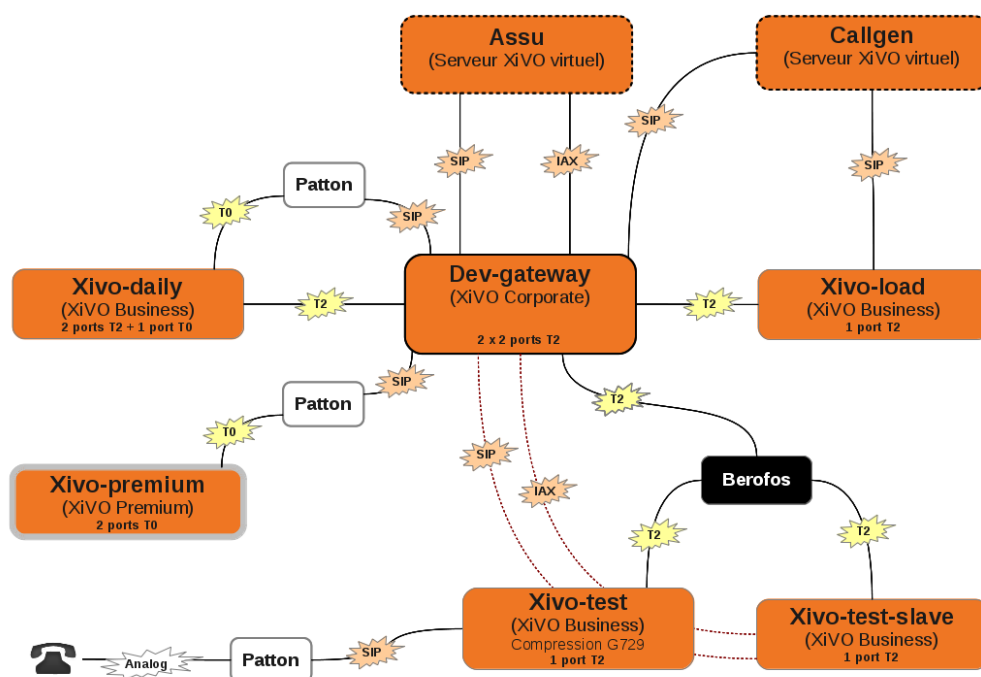 Assu
(Serveur XiVO virtuel)
Callgen
(Serveur XiVO virtuel)
SIP
SIP
IAX
SIP
Patton
T0
SIP
Xivo-daily
(XiVO Business)
2 ports T2 + 1 port T0
T2
Dev-gateway
(XiVO Corporate)
2 x 2 ports T2
T2
Xivo-load
(XiVO Business)
1 port T2
SIP
Patton
T0
T2
Xivo-premium
(XiVO Premium)
2 ports T0
SIP
IAX
Berofos
T2
T2
Xivo-test
(XiVO Business)
Compression G729
1 port T2
Xivo-test-slave
(XiVO Business)
1 port T2
Analog
Patton
SIP